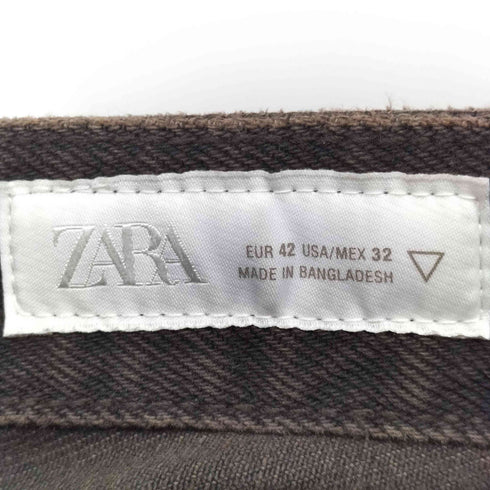 ZARA
EUR 42 USA/MEX 32
MADE IN BANGLADESH